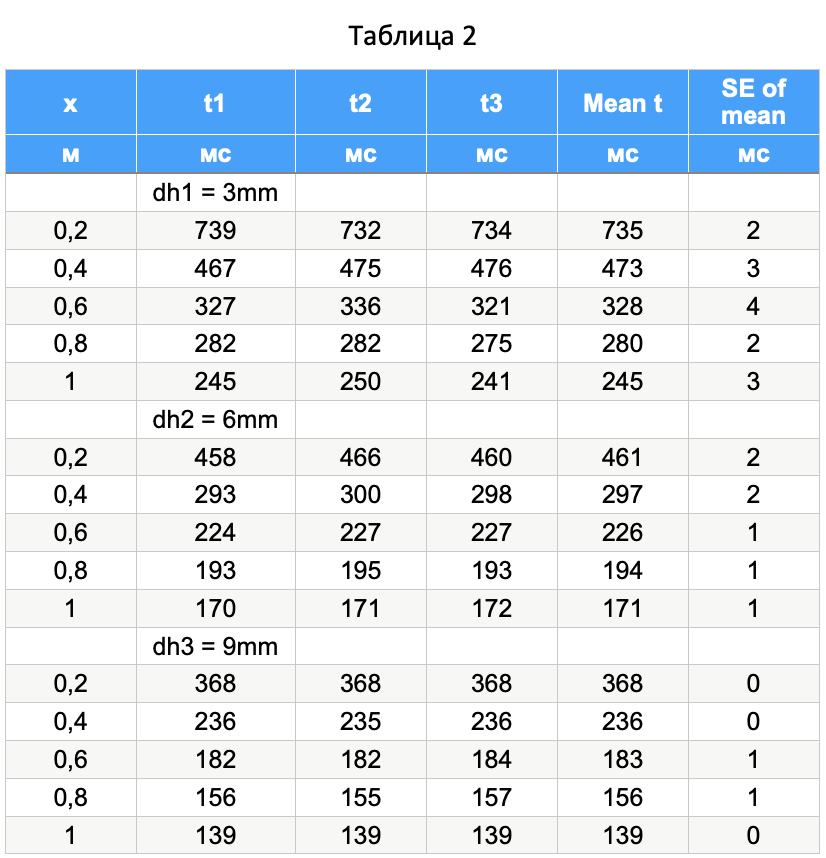 Таблица 2
x t1 t2 t3 Mean t SE of mean
м мс мс мс мс мс
dh1 = 3mm
0,2 739 732 734 735 2
0,4 467 475 476 473 3
0,6 327 336 321 328 4
0,8 282 282 275 280 2
1 245 250 241 245 3
dh2 = 6mm
0,2 458 466 460 461 2
0,4 293 300 298 297 2
0,6 224 227 227 226 1
0,8 193 195 193 194 1
1 170 171 172 171 1
dh3 = 9mm
0,2 368 368 368 368 0
0,4 236 235 236 236 0
0,6 182 182 184 183 1
0,8 156 155 157 156 1
1 139 139 139 139 0